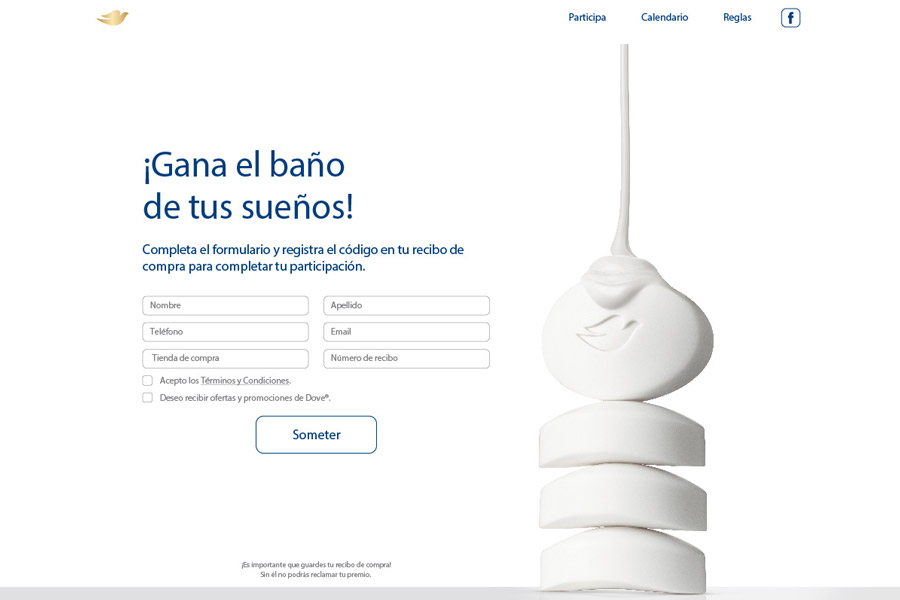 Participa Calendario Reglas f
¡Gana el baño
de tus sueños!
Completa el formulario y registra el código en tu recibo de
compra para completar tu participación.
Nombre Apellido
Teléfono Email
Tienda de compra Número de recibo
Acepto los Términos y Condiciones.
Deseo recibir ofertas y promociones de Dove®.
Someter
¡Es importante que guardes tu recibo de compra!
Sin él no podrás reclamar tu premio.